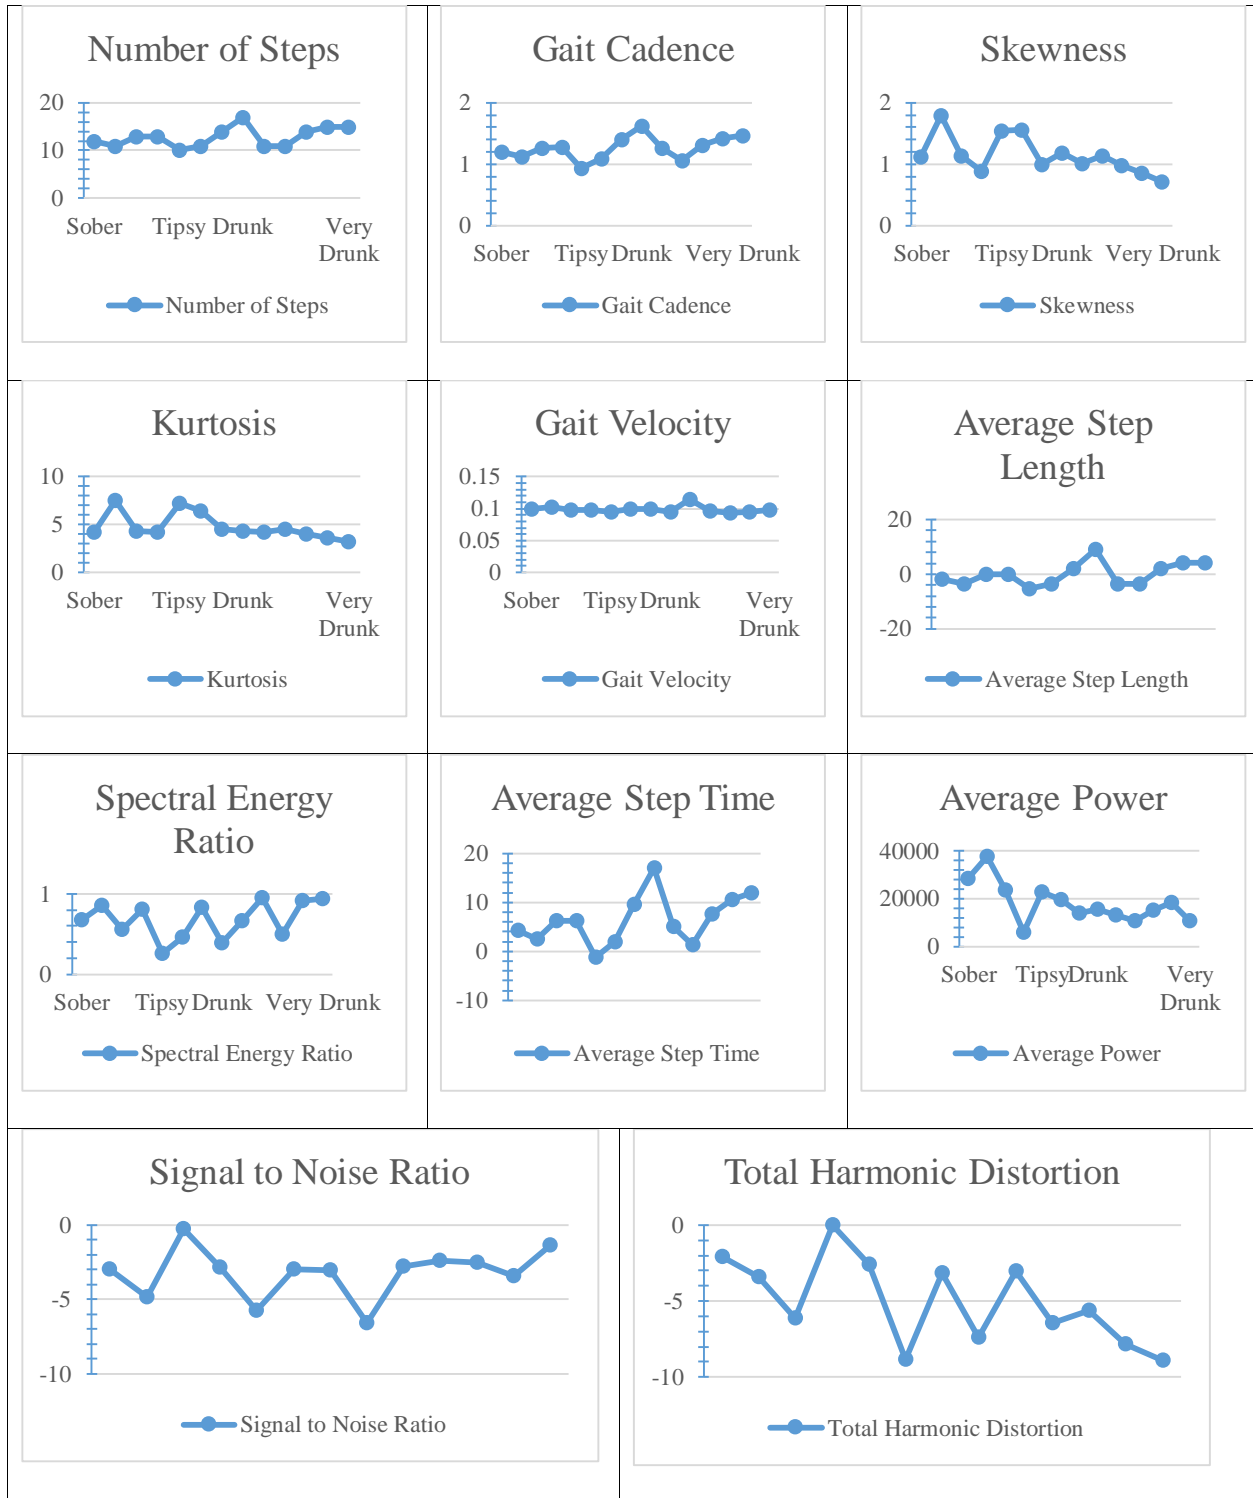 Number of Steps
20
10
0
Sober Tipsy Drunk Very
Drunk
Number of Steps
Gait Cadence
2
1
0
Sober Tipsy Drunk Very Drunk
Gait Cadence
Skewness
2
1
0
Sober Tipsy Drunk Very Drunk
Skewness
Kurtosis
10
5
0
Sober Tipsy Drunk Very
Drunk
Kurtosis
Gait Velocity
0.15
0.1
0.05
0
Sober Tipsy Drunk Very
Drunk
Gait Velocity
Average Step
Length
20
0
-20
Average Step Length
Spectral Energy
Ratio
1
0
Sober Tipsy Drunk Very Drunk
Spectral Energy Ratio
Average Step Time
20
10
0
-10
Average Step Time
Average Power
40000
20000
0
Sober Tipsy Drunk Very
Drunk
Average Power
Signal to Noise Ratio
0
-5
-10
Signal to Noise Ratio
Total Harmonic Distortion
0
-5
-10
Total Harmonic Distortion